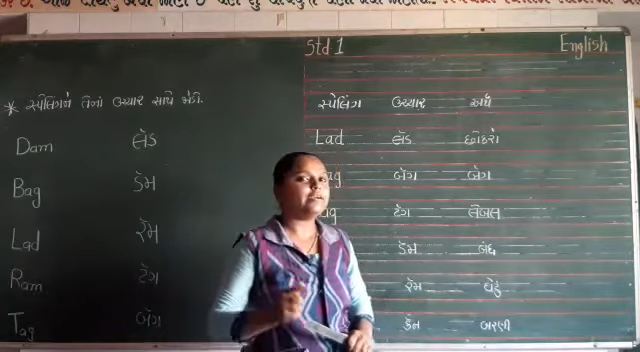 Std 1 English
* સ્પેલિંગને તેનાં ઉચ્ચાર સાથે જોડો.
Dam લૅડ
Bag ડૅમ
Lad રૅમ
Ram ટૅગ
Tag બૅગ
સ્પેલિંગ ઉચ્ચાર અર્થ
Lad લૅડ છોકરો
બૅગ બૅગ
ટૅગ લેબલ
ડૅમ બંધ
રૅમ ઘેટું
કૅન બરણી